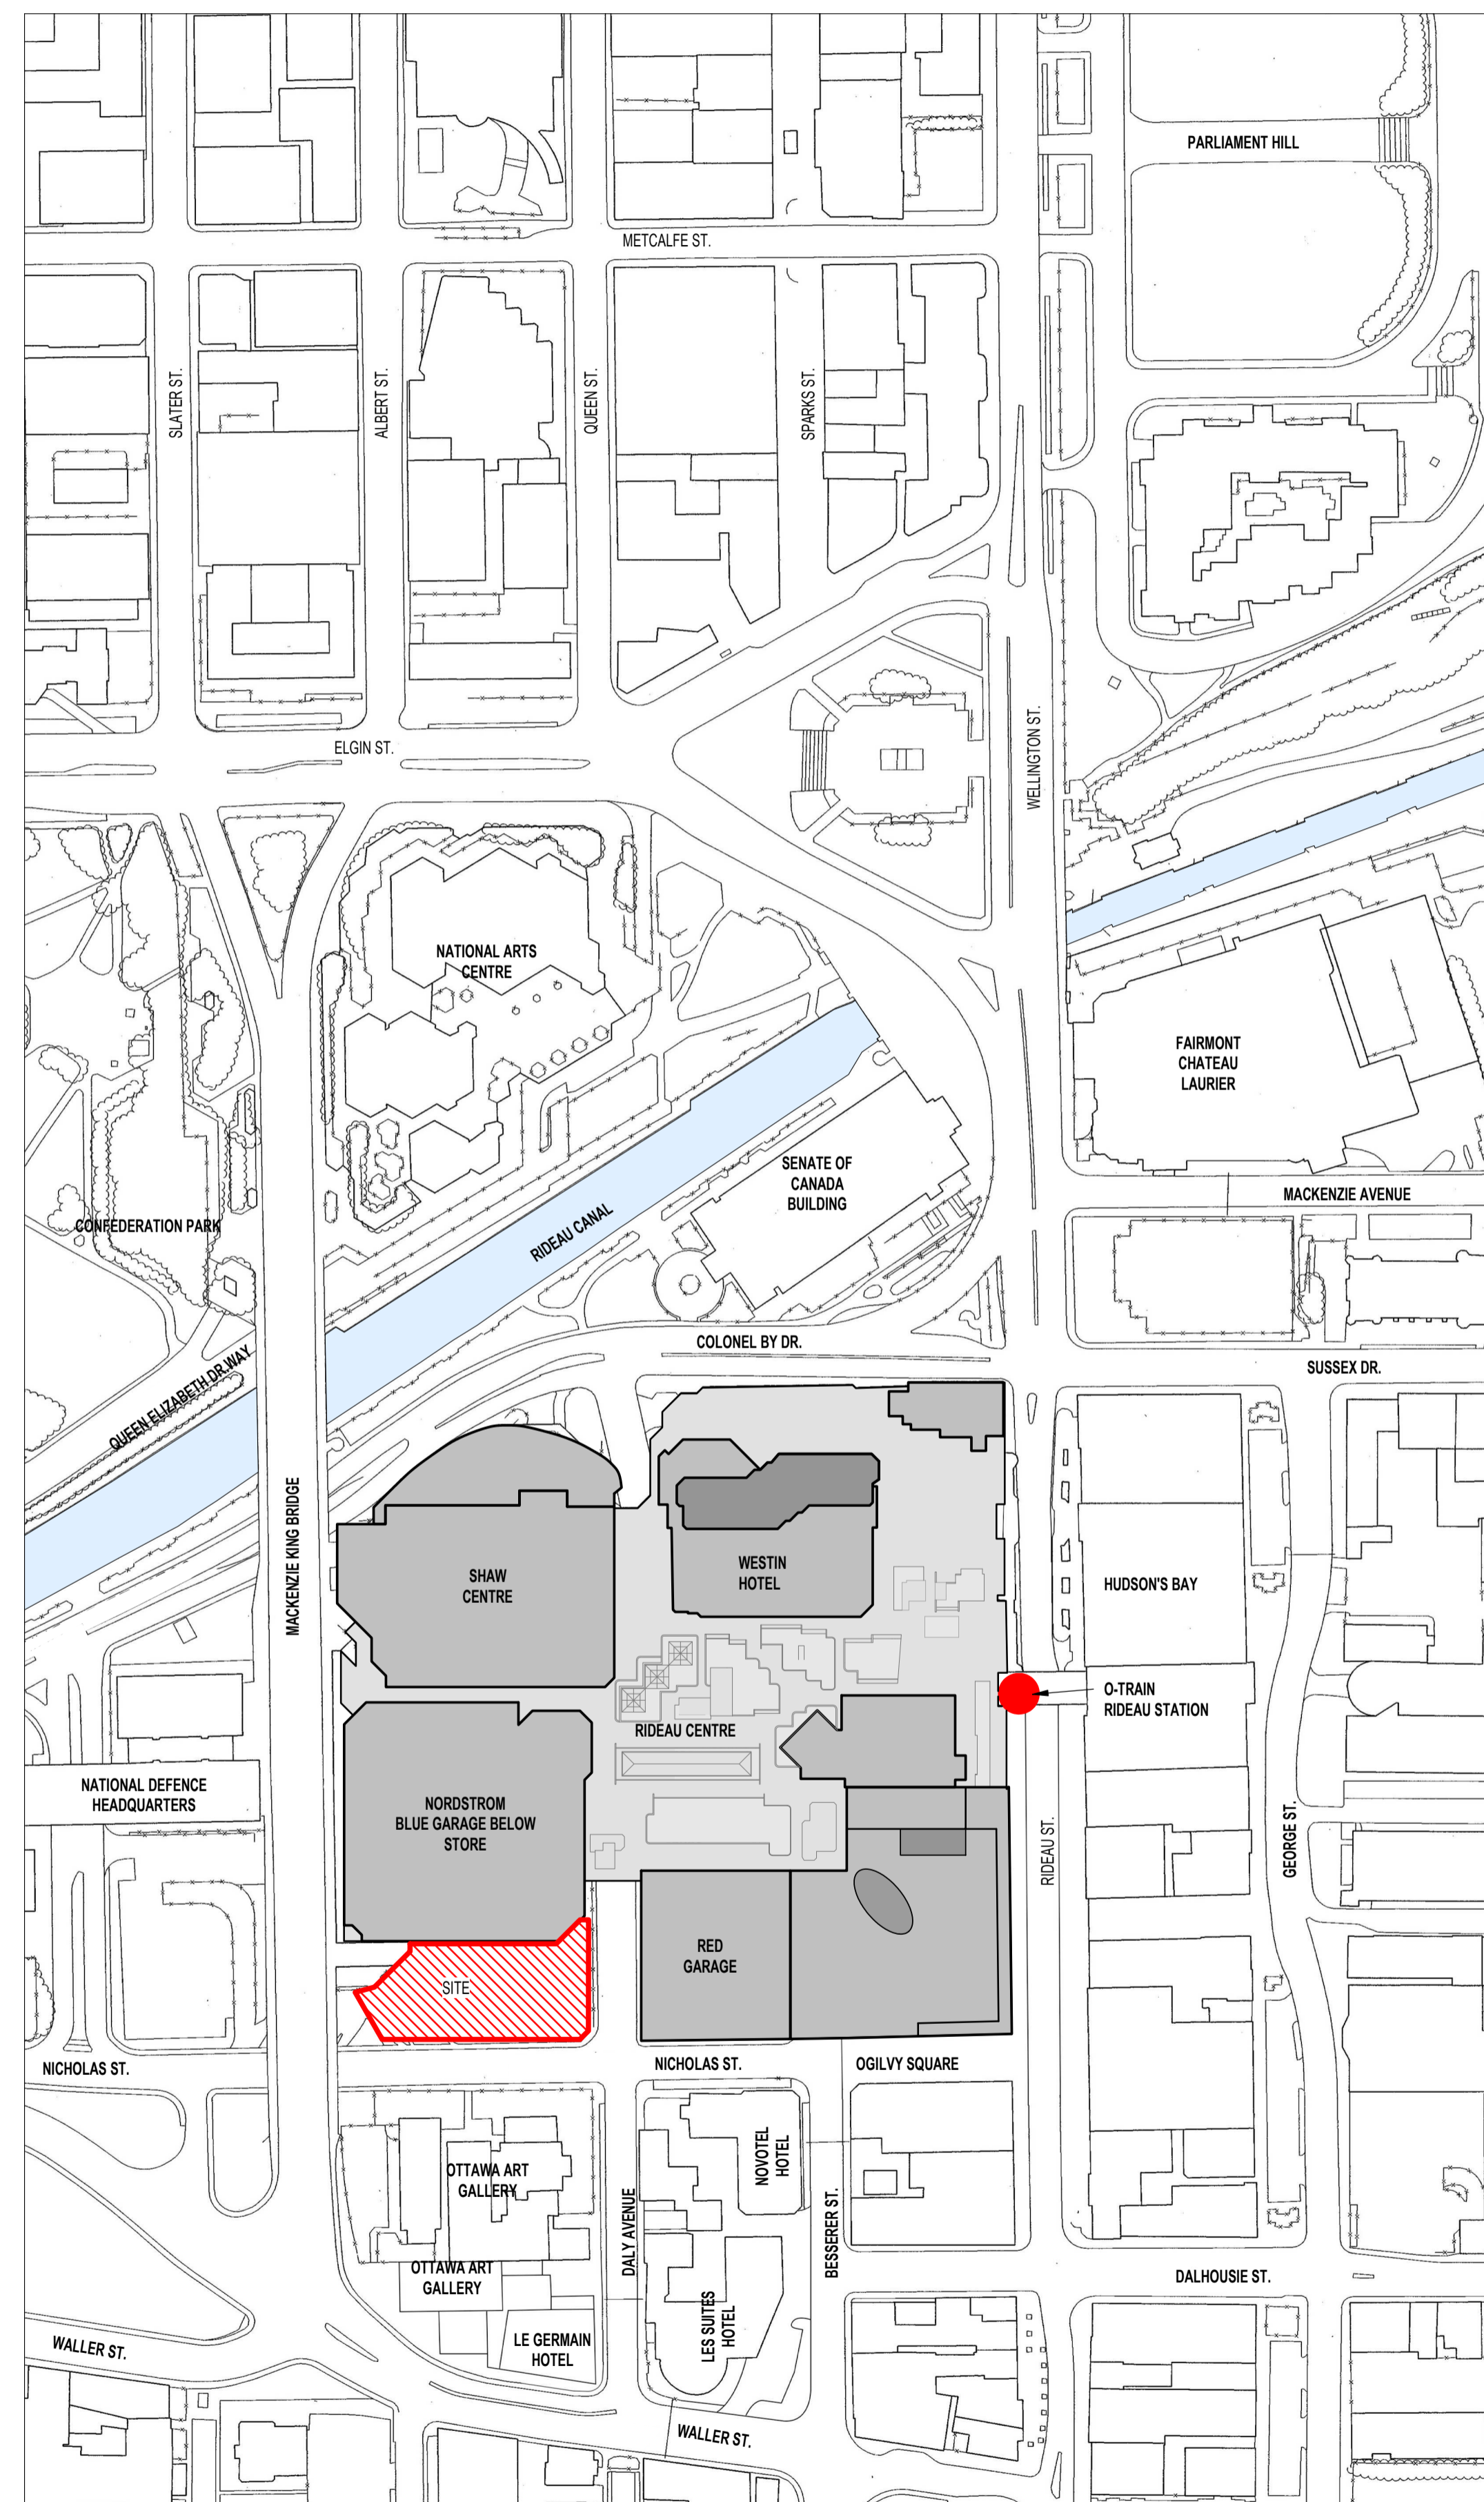 PARLIAMENT HILL
METCALFE ST.
SLATER ST.
ALBERT ST.
QUEEN ST.
SPARKS ST.
WELLINGTON ST.
ELGIN ST.
NATIONAL ARTS
CENTRE
FAIRMONT
CHATEAU
LAURIER
SENATE OF
CANADA
BUILDING
MACKENZIE AVENUE
CONFEDERATION PARK
RIDEAU CANAL
COLONEL BY DR.
SUSSEX DR.
QUEEN ELIZABETH DR.WAY
MACKENZIE KING BRIDGE
SHAW
CENTRE
WESTIN
HOTEL
HUDSON'S BAY
O-TRAIN
RIDEAU STATION
RIDEAU CENTRE
NATIONAL DEFENCE
HEADQUARTERS
NORDSTROM
BLUE GARAGE BELOW
STORE
RIDEAU ST.
GEORGE ST.
RED
GARAGE
SITE
NICHOLAS ST.
NICHOLAS ST.
OGILVY SQUARE
OTTAWA ART
GALLERY
NOVOTEL
HOTEL
DALY AVENUE
BESSERER ST.
OTTAWA ART
GALLERY
DALHOUSIE ST.
LE GERMAIN
HOTEL
LES SUITES
HOTEL
WALLER ST.
WALLER ST.